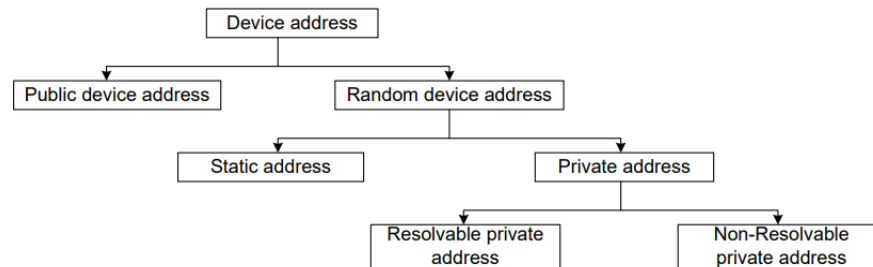 Device address
Public device address
Random device address
Static address
Private address
Resolvable private
address
Non-Resolvable
private address